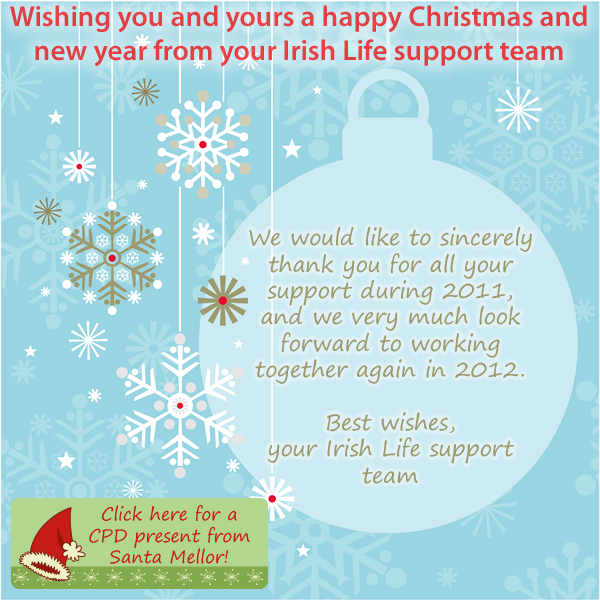 Wishing you and yours a happy Christmas and
new year from your Irish Life support team
We would like to sincerely
thank you for all your
support during 2011,
and we very much look
forward to working
together again in 2012.
Best wishes,
your Irish Life support
team
Click here for a
CPD present from
Santa Mellor!